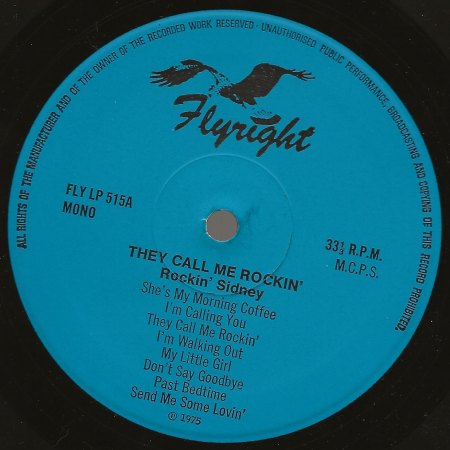 ALL RIGHTS OF THE MANUFACTURER AND OF THE OWNER OF THE RECORDED WORK RESERVED - UNAUTHORISED PUBLIC PERFORMANCE, BROADCASTING AND COPYING OF THIS RECORD PROHIBITED.
Flyright
FLY LP 515A
MONO
33⅓ R.P.M.
M.C.P.S.
THEY CALL ME ROCKIN'
Rockin' Sidney
She's My Morning Coffee
I'm Calling You
They Call Me Rockin'
I'm Walking Out
My Little Girl
Don't Say Goodbye
Past Bedtime
Send Me Some Lovin'
℗ 1975